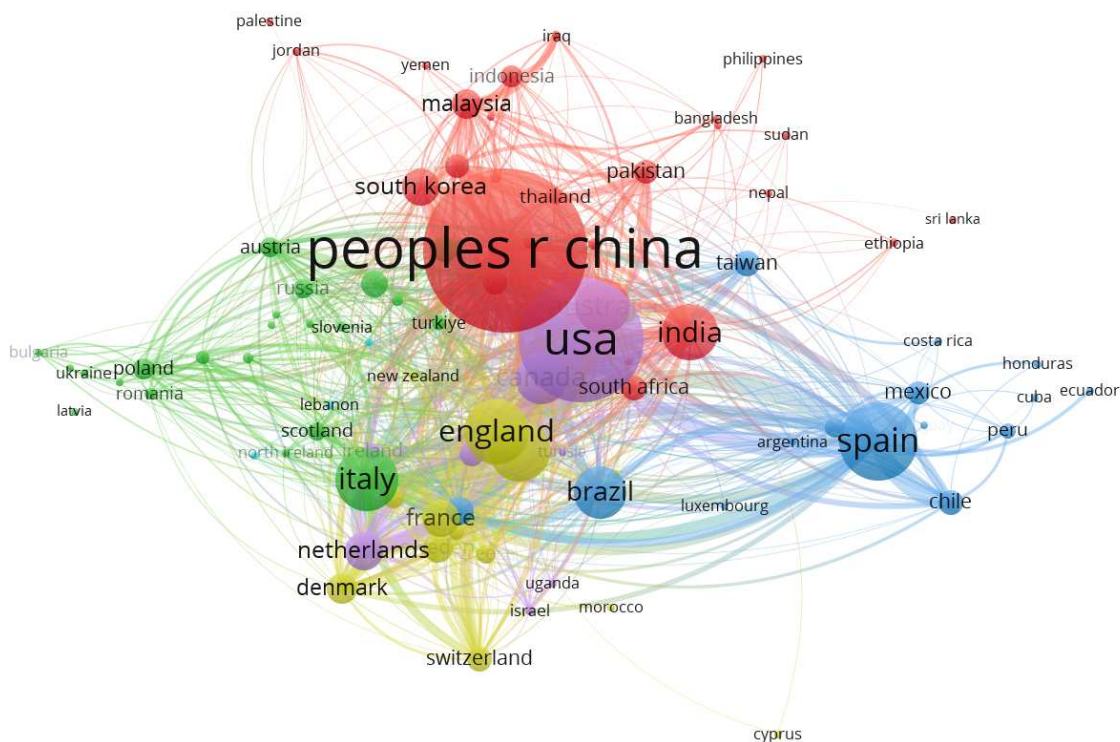 palestine
jordan
iraq
yemen
indonesia
philippines
malaysia
bangladesh
sudan
pakistan
south korea
thailand
nepal
sri lanka
peoples r china
austria
ethiopia
taiwan
russia
slovenia
turkiye
usa
india
costa rica
bulgaria
ukraine
poland
new zealand
canada
south africa
honduras
romania
mexico
cuba
ecuador
latvia
lebanon
scotland
england
argentina
spain
peru
north ireland
ireland
italy
brazil
luxembourg
chile
france
netherlands
denmark
uganda
israel
morocco
switzerland
cyprus